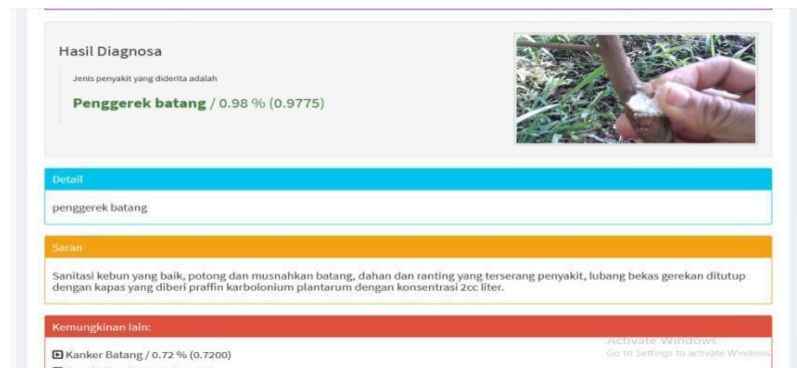 Hasil Diagnosa
Jenis penyakit yang diderita adalah
Penggerek batang / 0.98 % (0.9775)
Detail
penggerek batang
Saran
Sanitasi kebun yang baik, potong dan musnahkan batang, dahan dan ranting yang terserang penyakit, lubang bekas gerekan ditutup
dengan kapas yang diberi praffin karbolonium plantarum dengan konsentrasi 2cc liter.
Kemungkinan lain:
Activate Windows
Kanker Batang / 0.72 % (0.7200)
Go to Settings to activate Windows.